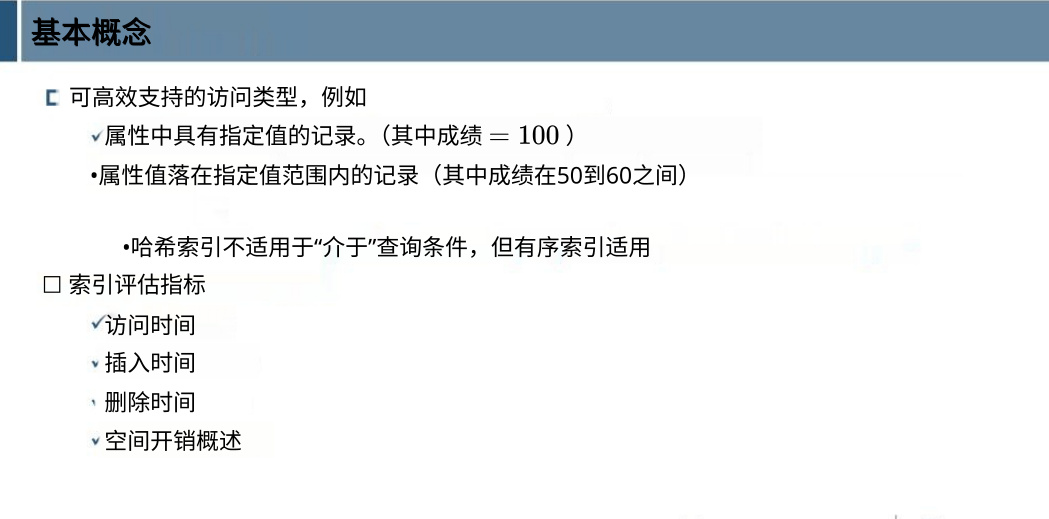 基本概念
可高效支持的访问类型，例如
✓属性中具有指定值的记录。（其中成绩 = 100 ）
•属性值落在指定值范围内的记录（其中成绩在50到60之间）
•哈希索引不适用于“介于”查询条件，但有序索引适用
☐ 索引评估指标
✓访问时间
插入时间
删除时间
空间开销概述